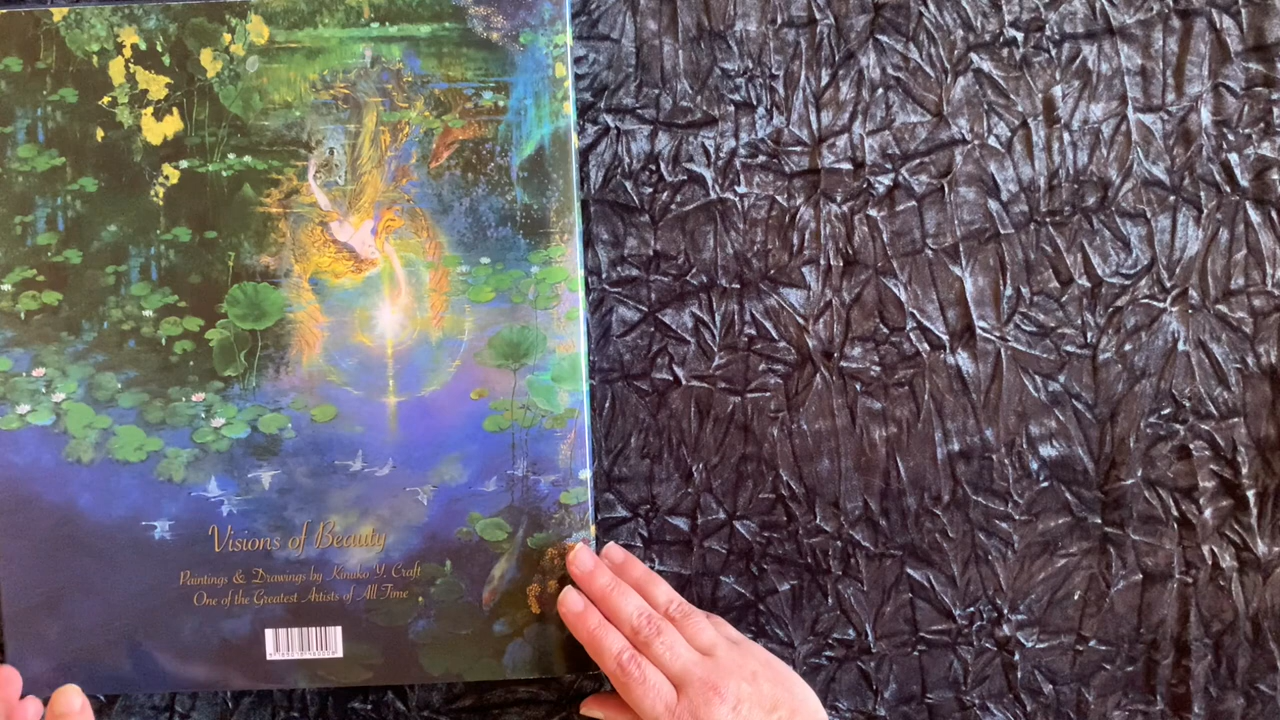 Visions of Beauty
Paintings & Drawings by Kinuko Y. Craft
One of the Greatest Artists of All Time